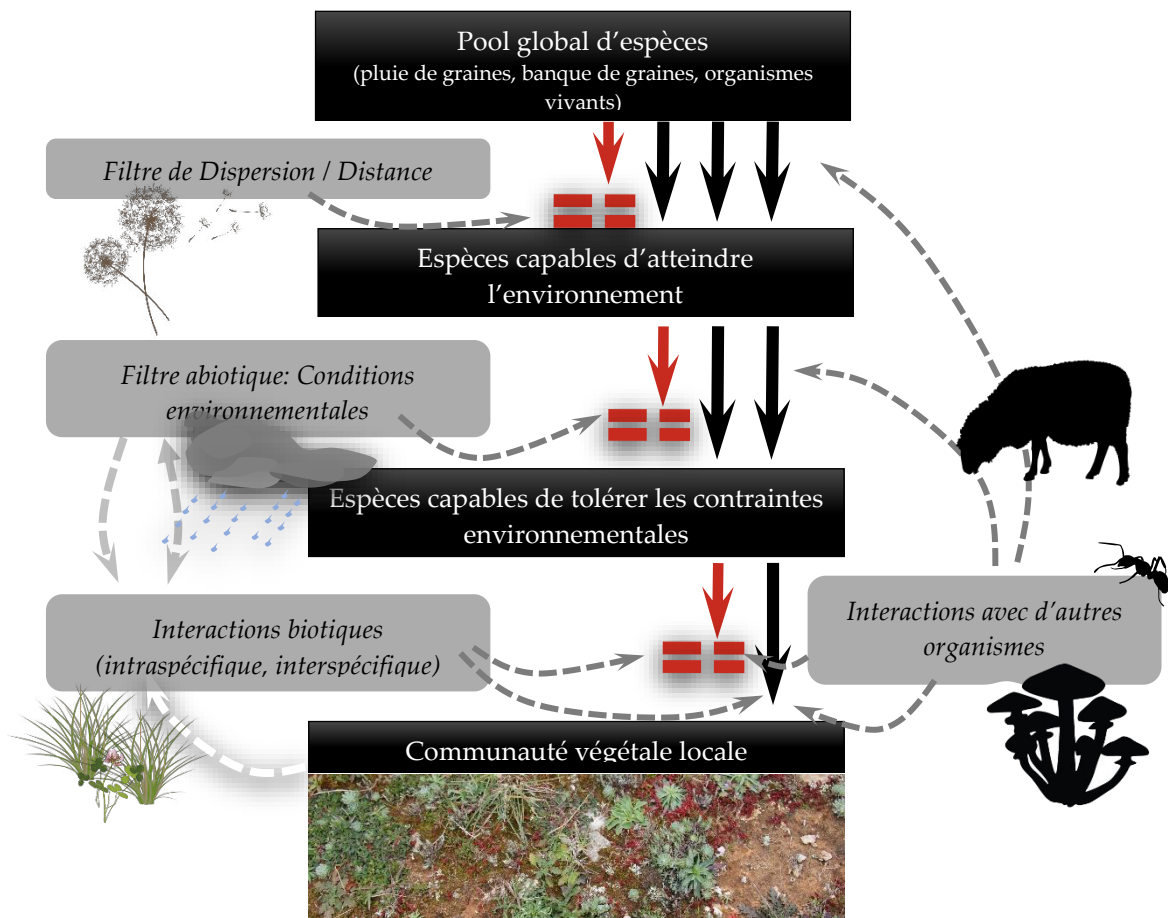 Pool global d’espèces
(pluie de graines, banque de graines, organismes
vivants)
Filtre de Dispersion / Distance
Espèces capables d’atteindre
l’environnement
Filtre abiotique: Conditions
environnementales
Espèces capables de tolérer les contraintes
environnementales
Interactions biotiques
(intraspécifique, interspécifique)
Interactions avec d’autres
organismes
Communauté végétale locale